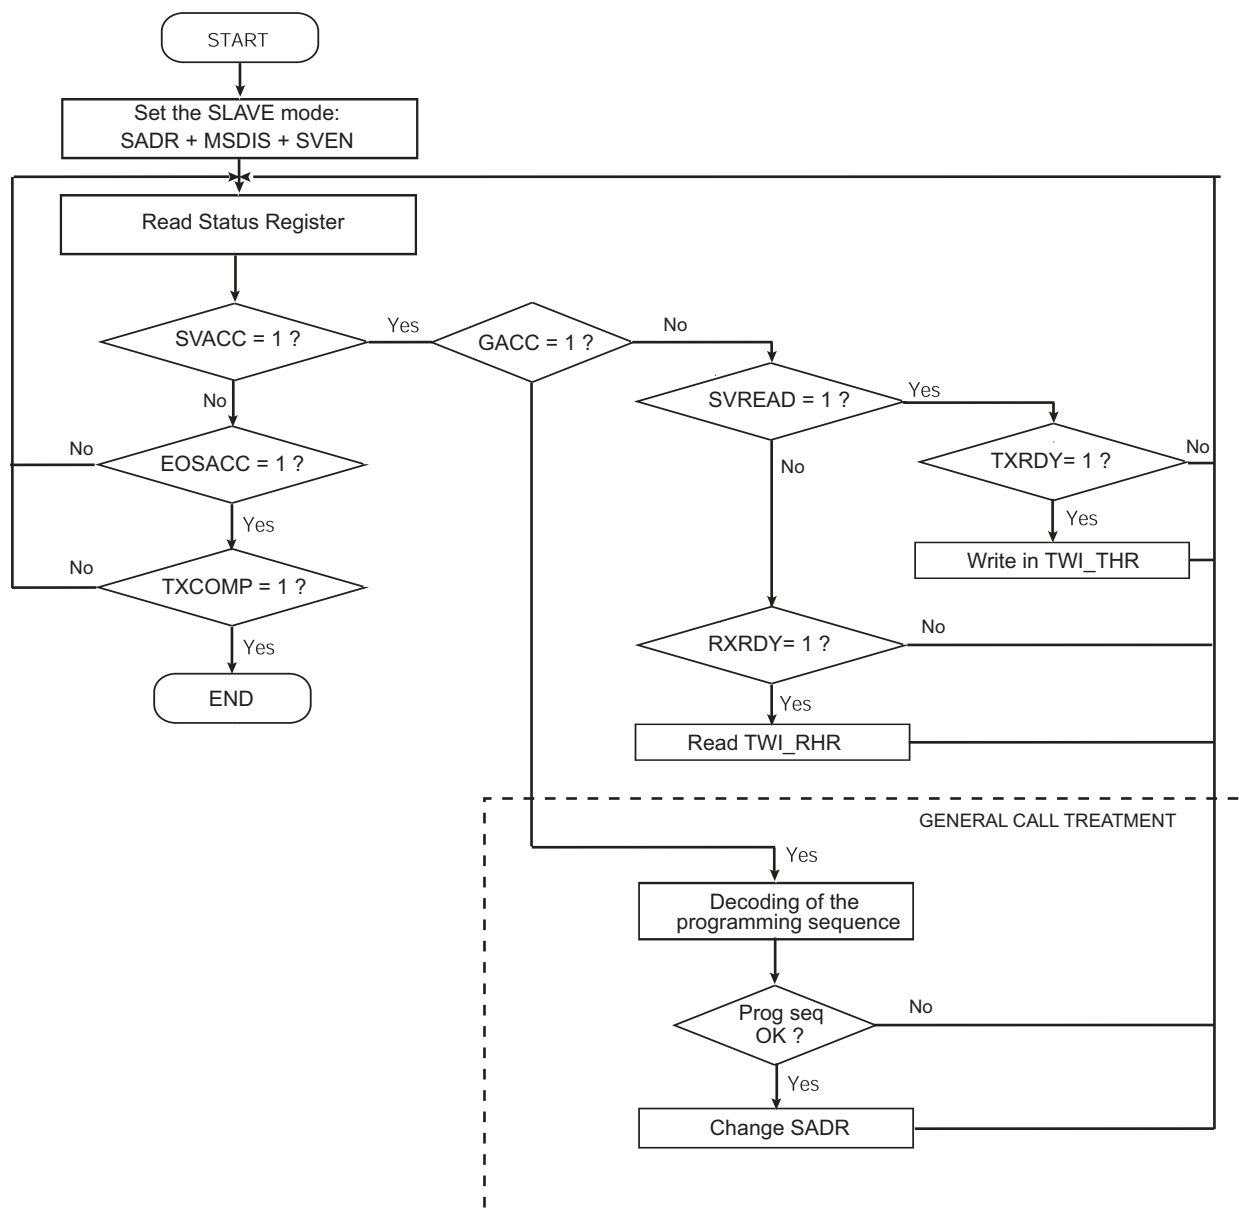 START
Set the SLAVE mode:
SADR + MSDIS + SVEN
Read Status Register
SVACC = 1 ?
Yes
GACC = 1 ?
No
SVREAD = 1 ?
Yes
No
No
EOSACC = 1 ?
No
TXRDY= 1 ?
No
Yes
Yes
Write in TWI_THR
No
TXCOMP = 1 ?
RXRDY= 1 ?
No
Yes
END
Yes
Read TWI_RHR
GENERAL CALL TREATMENT
Yes
Decoding of the
programming sequence
Prog seq
OK ?
No
Yes
Change SADR